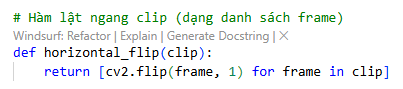 # Hàm lật ngang clip (dạng danh sách frame)
Windsurf: Refactor | Explain | Generate Docstring | ×
def horizontal_flip(clip):
    return [cv2.flip(frame, 1) for frame in clip]